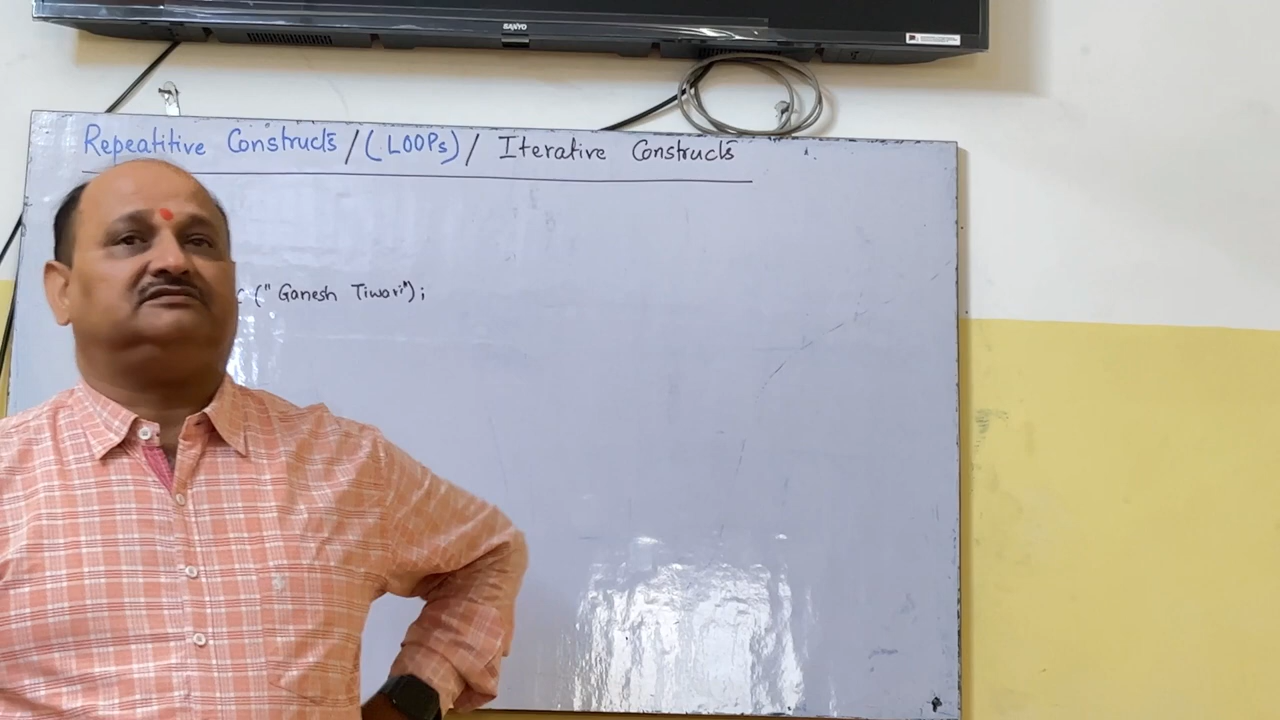 SANYO
Repeatitive Constructs / (LOOPs) / Iterative Constructs
("Ganesh Tiwari");